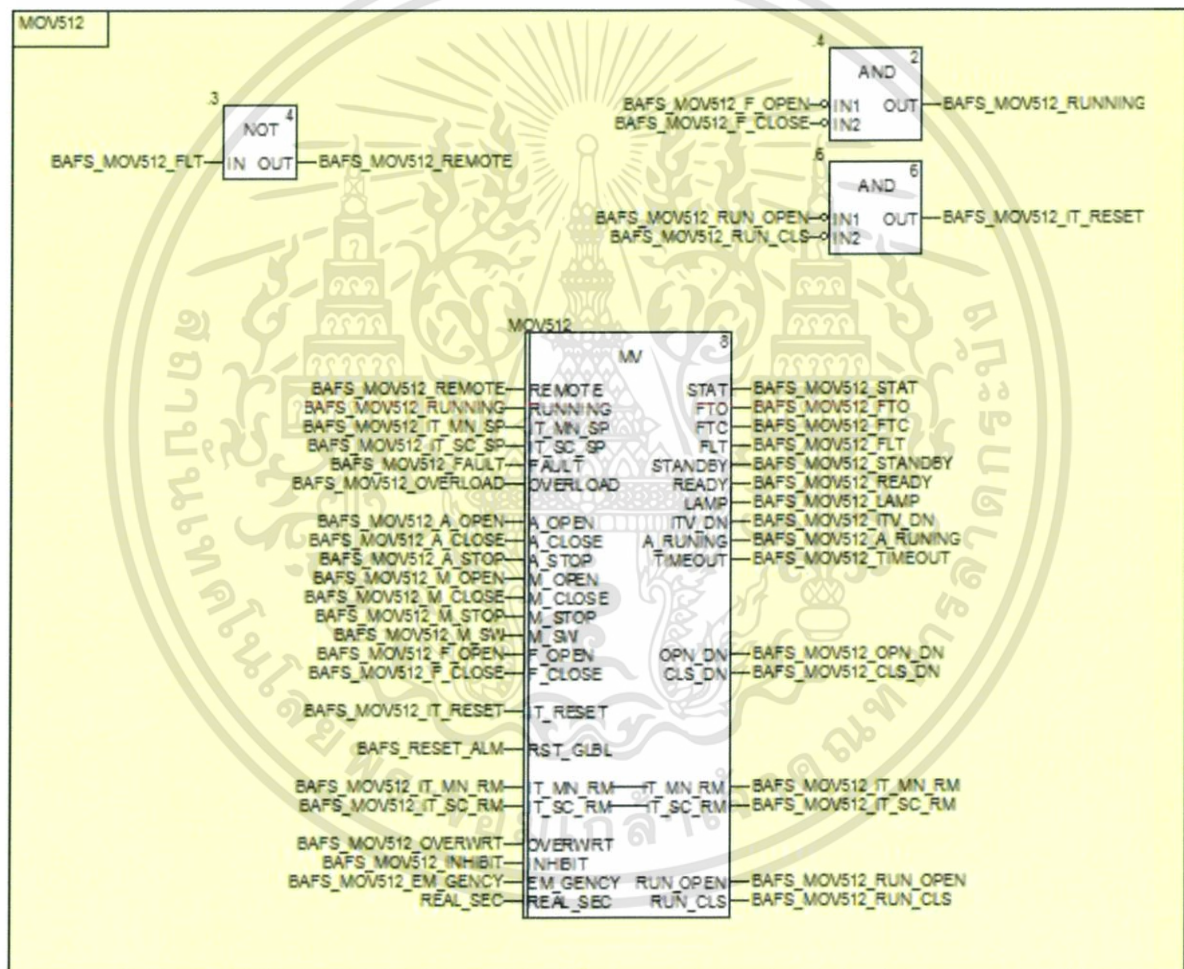 MOV512
.3
NOT 4
BAFS_MOV512_FLT IN OUT BAFS_MOV512_REMOTE
.4
AND 2
BAFS_MOV512_F_OPEN IN1 OUT BAFS_MOV512_RUNNING
BAFS_MOV512_F_CLOSE IN2
.6
AND 6
BAFS_MOV512_RUN_OPEN IN1 OUT BAFS_MOV512_IT_RESET
BAFS_MOV512_RUN_CLS IN2
MOV512
MV 8
BAFS_MOV512_REMOTE REMOTE STAT BAFS_MOV512_STAT
BAFS_MOV512_RUNNING RUNNING FTO BAFS_MOV512_FTO
BAFS_MOV512_IT_MN_SP IT_MN_SP FTC BAFS_MOV512_FTC
BAFS_MOV512_IT_SC_SP IT_SC_SP FLT BAFS_MOV512_FLT
BAFS_MOV512_FAULT FAULT STANDBY BAFS_MOV512_STANDBY
BAFS_MOV512_OVERLOAD OVERLOAD READY BAFS_MOV512_READY
LAMP BAFS_MOV512_LAMP
BAFS_MOV512_A_OPEN A_OPEN ITV_DN BAFS_MOV512_ITV_DN
BAFS_MOV512_A_CLOSE A_CLOSE A_RUNING BAFS_MOV512_A_RUNING
BAFS_MOV512_A_STOP A_STOP TIMEOUT BAFS_MOV512_TIMEOUT
BAFS_MOV512_M_OPEN M_OPEN
BAFS_MOV512_M_CLOSE M_CLOSE
BAFS_MOV512_M_STOP M_STOP
BAFS_MOV512_M_SW M_SW
BAFS_MOV512_F_OPEN F_OPEN OPN_DN BAFS_MOV512_OPN_DN
BAFS_MOV512_F_CLOSE F_CLOSE CLS_DN BAFS_MOV512_CLS_DN
BAFS_MOV512_IT_RESET IT_RESET
BAFS_RESET_ALM RST_GLBL
BAFS_MOV512_IT_MN_RM IT_MN_RM IT_MN_RM BAFS_MOV512_IT_MN_RM
BAFS_MOV512_IT_SC_RM IT_SC_RM IT_SC_RM BAFS_MOV512_IT_SC_RM
BAFS_MOV512_OVERWRT OVERWRT
BAFS_MOV512_INHIBIT INHIBIT
BAFS_MOV512_EM_GENCY EM_GENCY RUN_OPEN BAFS_MOV512_RUN_OPEN
REAL_SEC REAL_SEC RUN_CLS BAFS_MOV512_RUN_CLS